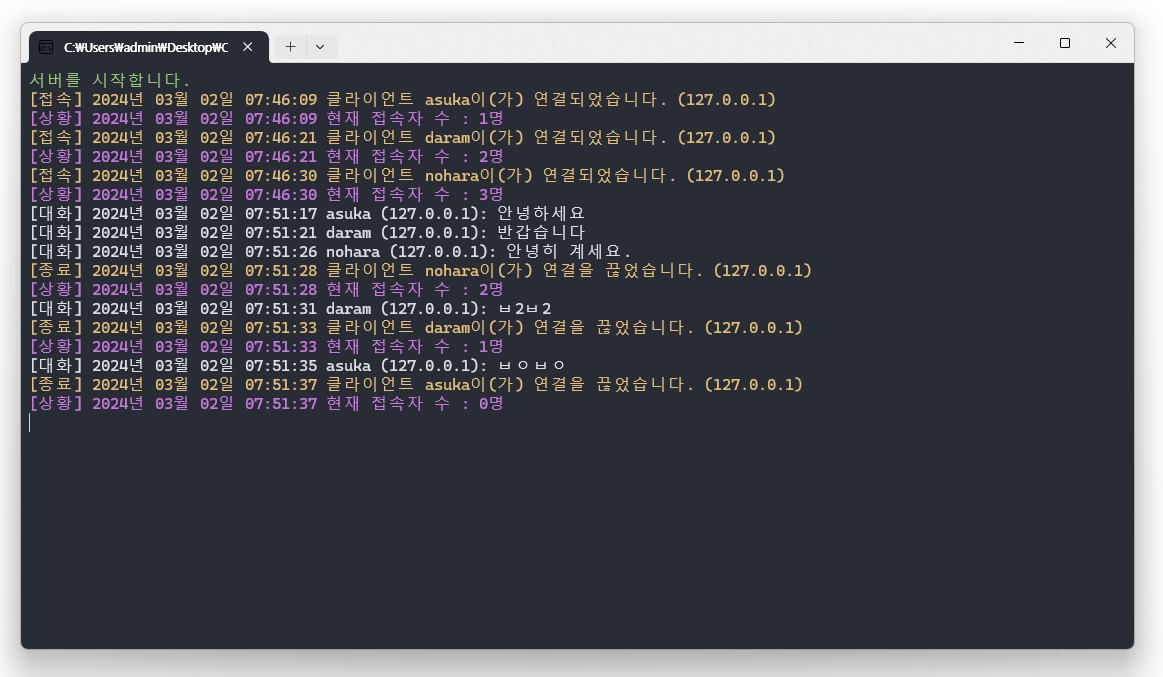 C:₩Users₩admin₩Desktop₩C
서버를 시작합니다.
[접속] 2024년 03월 02일 07:46:09 클라이언트 asuka이(가) 연결되었습니다. (127.0.0.1)
[상황] 2024년 03월 02일 07:46:09 현재 접속자 수 : 1명
[접속] 2024년 03월 02일 07:46:21 클라이언트 daram이(가) 연결되었습니다. (127.0.0.1)
[상황] 2024년 03월 02일 07:46:21 현재 접속자 수 : 2명
[접속] 2024년 03월 02일 07:46:30 클라이언트 nohara이(가) 연결되었습니다. (127.0.0.1)
[상황] 2024년 03월 02일 07:46:30 현재 접속자 수 : 3명
[대화] 2024년 03월 02일 07:51:17 asuka (127.0.0.1): 안녕하세요
[대화] 2024년 03월 02일 07:51:21 daram (127.0.0.1): 반갑습니다
[대화] 2024년 03월 02일 07:51:26 nohara (127.0.0.1): 안녕히 계세요.
[종료] 2024년 03월 02일 07:51:28 클라이언트 nohara이(가) 연결을 끊었습니다. (127.0.0.1)
[상황] 2024년 03월 02일 07:51:28 현재 접속자 수 : 2명
[대화] 2024년 03월 02일 07:51:31 daram (127.0.0.1): ㅂ2ㅂ2
[종료] 2024년 03월 02일 07:51:33 클라이언트 daram이(가) 연결을 끊었습니다. (127.0.0.1)
[상황] 2024년 03월 02일 07:51:33 현재 접속자 수 : 1명
[대화] 2024년 03월 02일 07:51:35 asuka (127.0.0.1): ㅂㅇㅂㅇ
[종료] 2024년 03월 02일 07:51:37 클라이언트 asuka이(가) 연결을 끊었습니다. (127.0.0.1)
[상황] 2024년 03월 02일 07:51:37 현재 접속자 수 : 0명